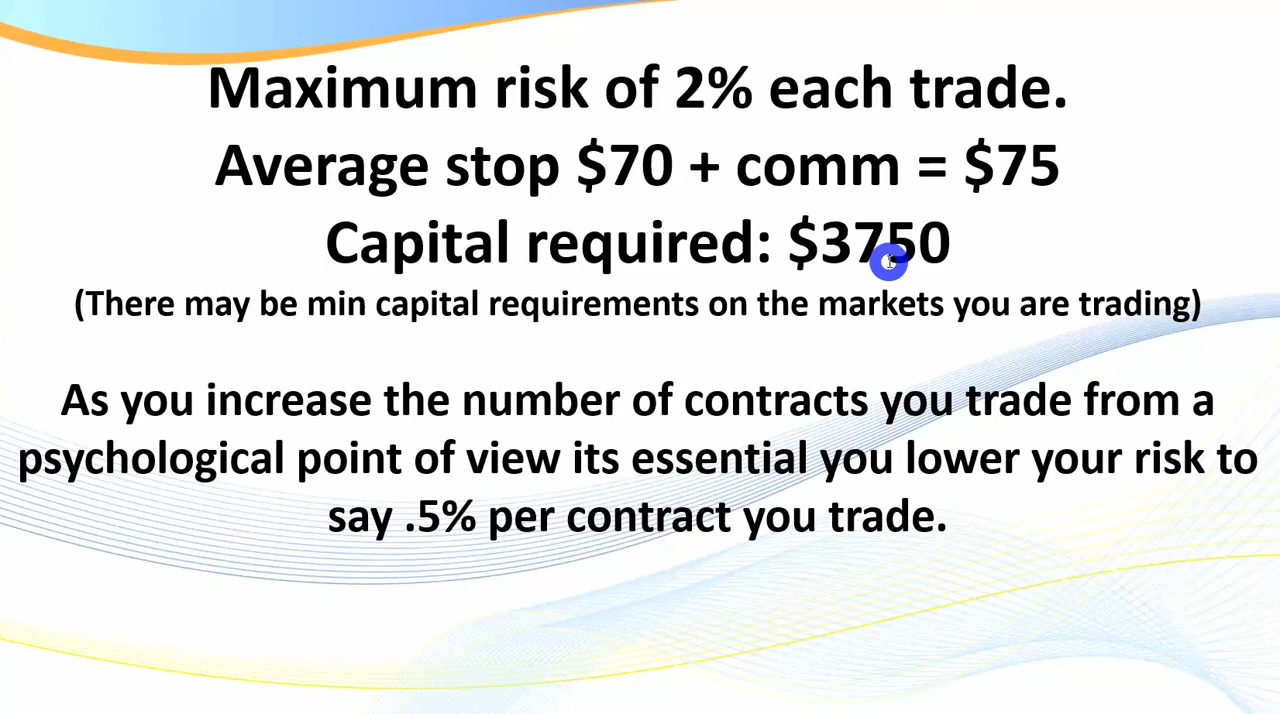 Maximum risk of 2% each trade.
Average stop $70 + comm = $75
Capital required: $3750
(There may be min capital requirements on the markets you are trading)
As you increase the number of contracts you trade from a
psychological point of view its essential you lower your risk to
say .5% per contract you trade.